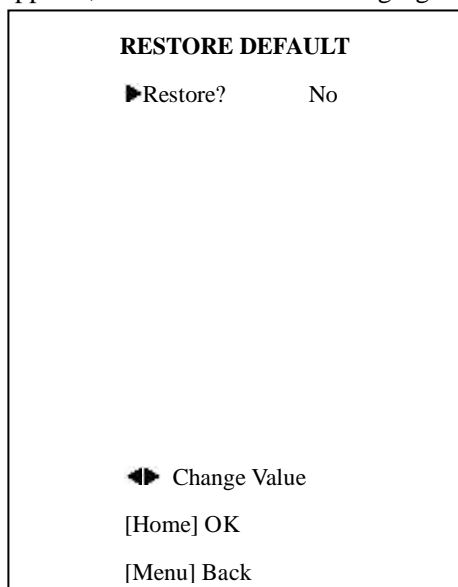 RESTORE DEFAULT
▶Restore? No
◀▶ Change Value
[Home] OK
[Menu] Back